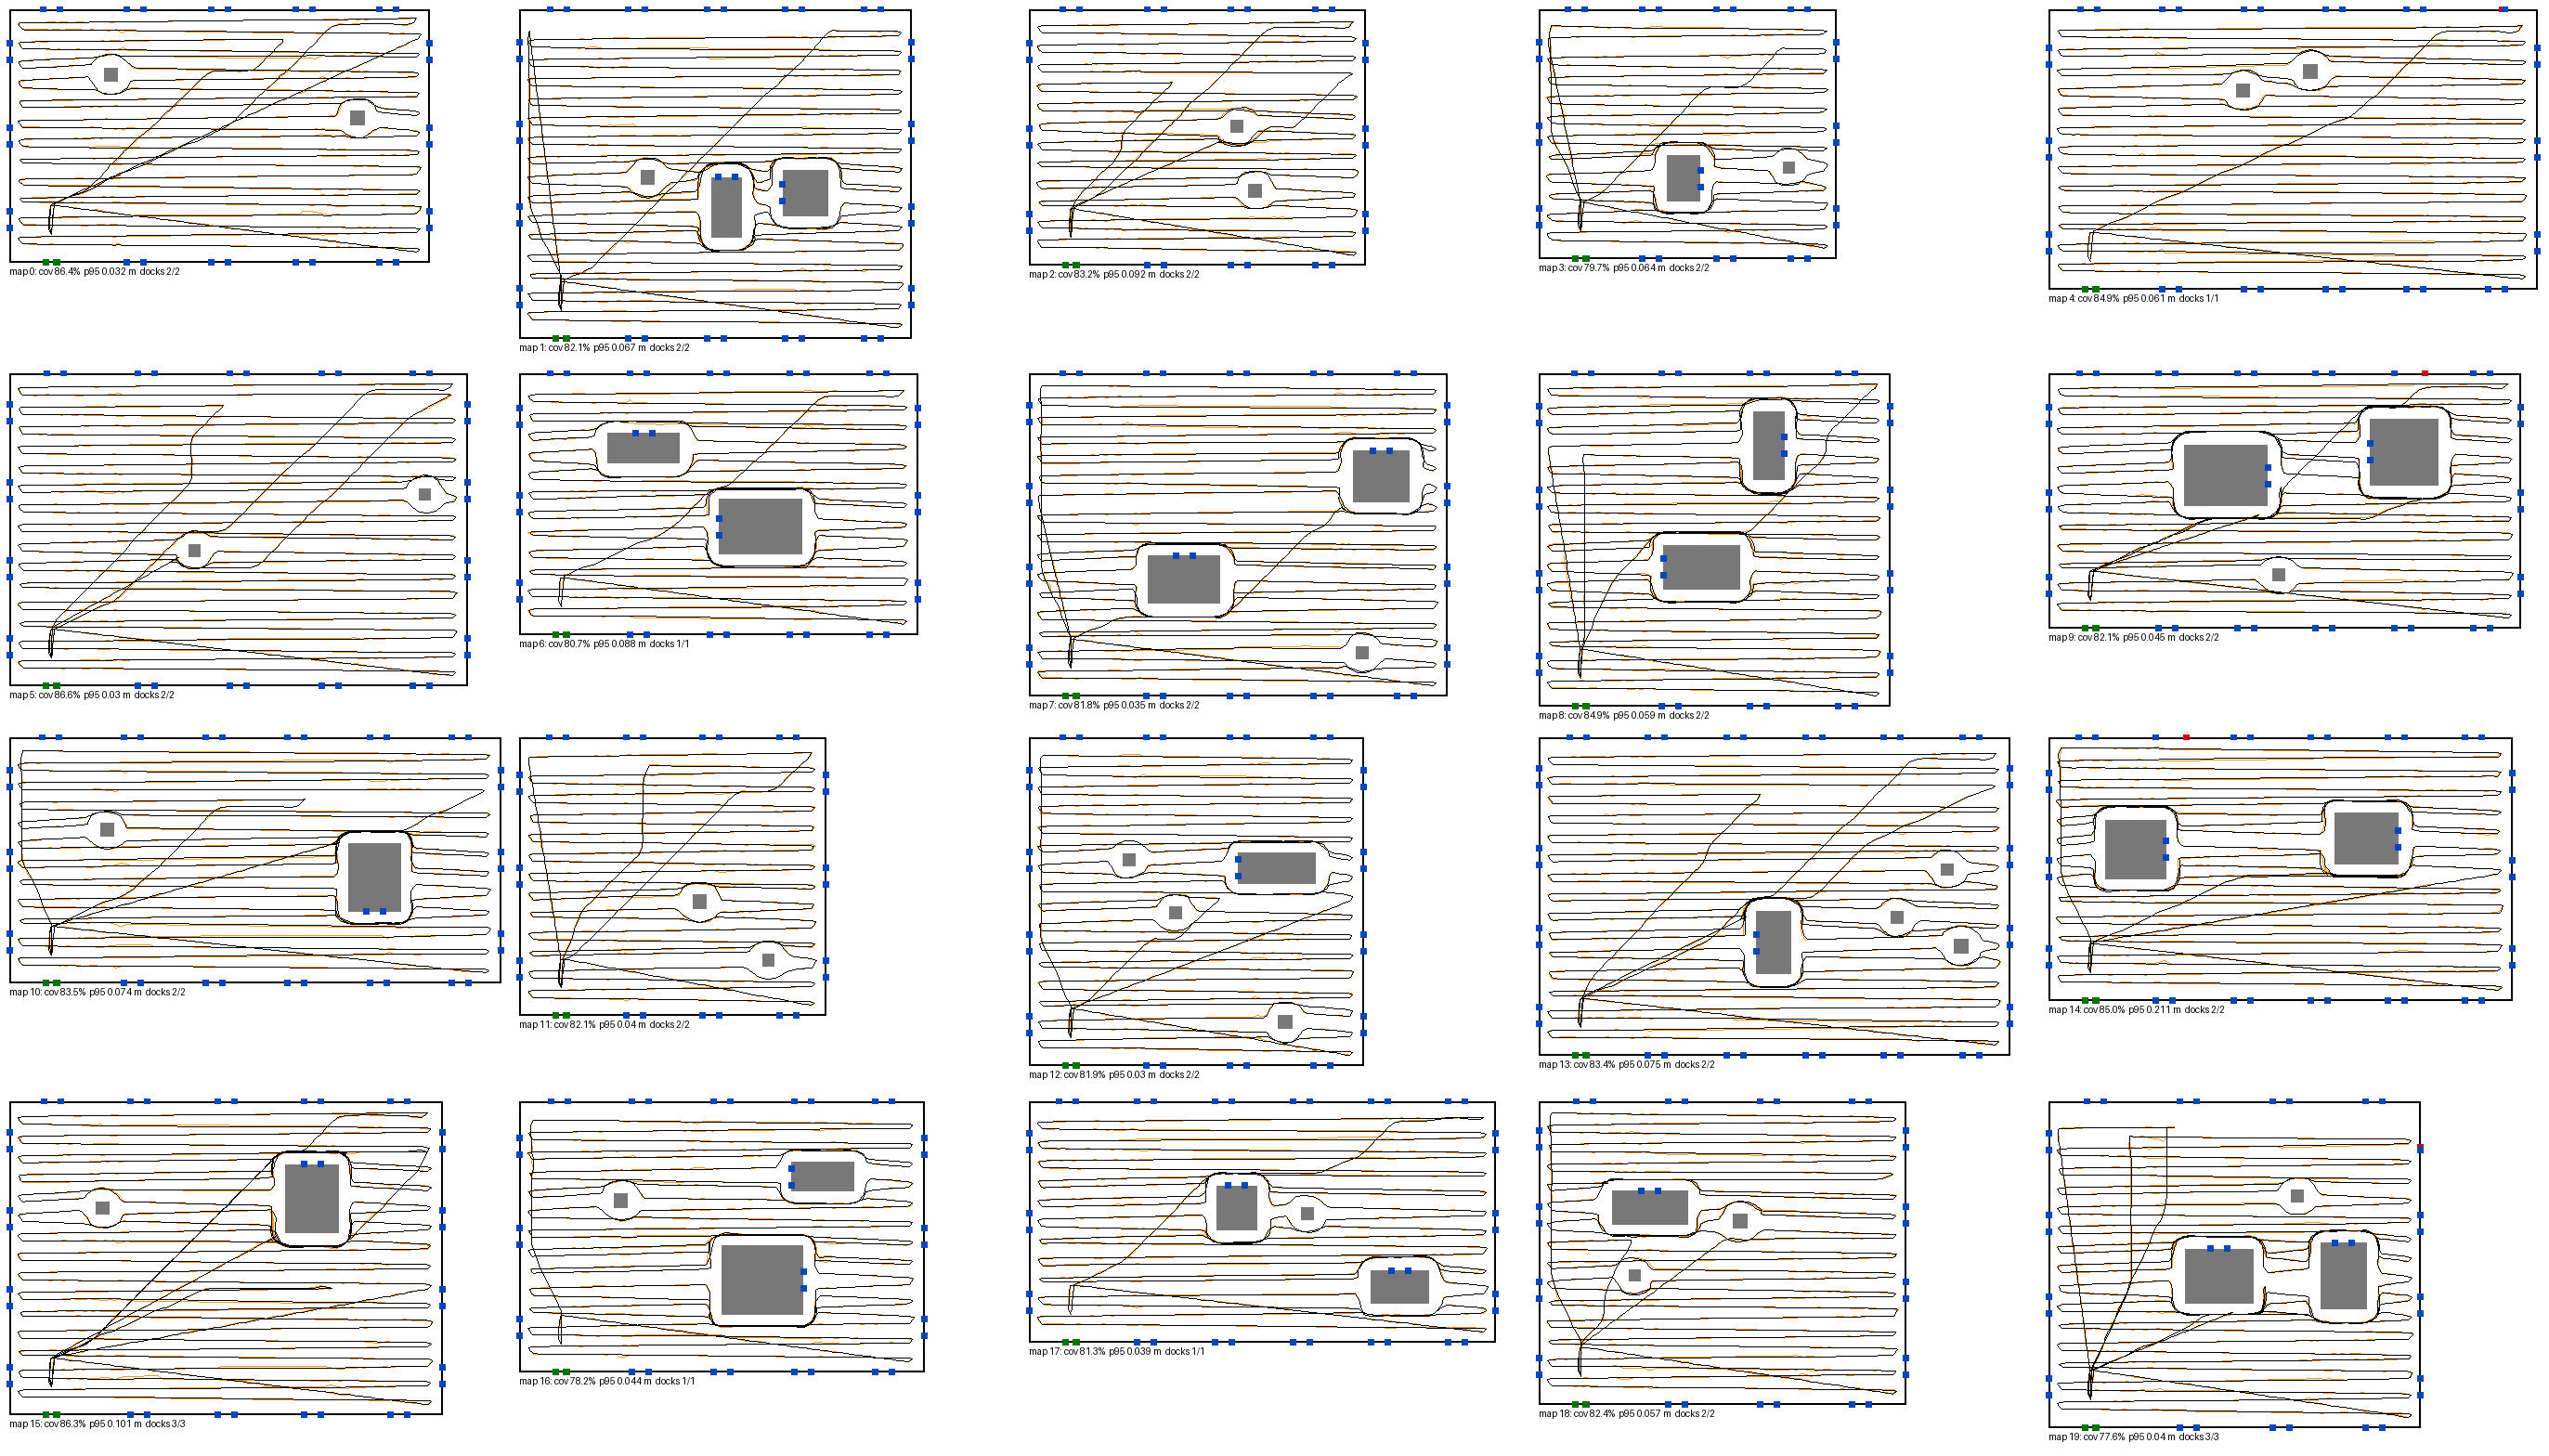 map 0: cov 86.4% p95 0.032 m docks 2/2
map 1: cov 82.1% p95 0.067 m docks 2/2
map 2: cov 83.2% p95 0.092 m docks 2/2
map 3: cov 79.7% p95 0.064 m docks 2/2
map 4: cov 84.9% p95 0.061 m docks 1/1
map 5: cov 86.6% p95 0.03 m docks 2/2
map 6: cov 80.7% p95 0.088 m docks 1/1
map 7: cov 81.8% p95 0.035 m docks 2/2
map 8: cov 84.9% p95 0.059 m docks 2/2
map 9: cov 82.1% p95 0.045 m docks 2/2
map 10: cov 83.5% p95 0.074 m docks 2/2
map 11: cov 82.1% p95 0.04 m docks 2/2
map 12: cov 81.9% p95 0.03 m docks 2/2
map 13: cov 83.4% p95 0.075 m docks 2/2
map 14: cov 85.0% p95 0.211 m docks 2/2
map 15: cov 86.3% p95 0.101 m docks 3/3
map 16: cov 78.2% p95 0.044 m docks 1/1
map 17: cov 81.3% p95 0.039 m docks 1/1
map 18: cov 82.4% p95 0.057 m docks 2/2
map 19: cov 77.6% p95 0.04 m docks 3/3